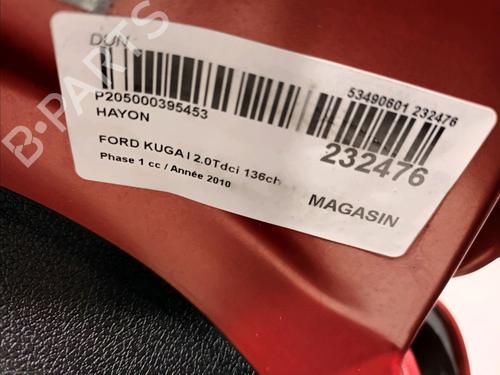 DUN
P205000395453
HAYON
53490601 232476
232476
FORD KUGA I 2.0Tdci 136ch
Phase 1 cc / Année 2010
MAGASIN
B-PARTS